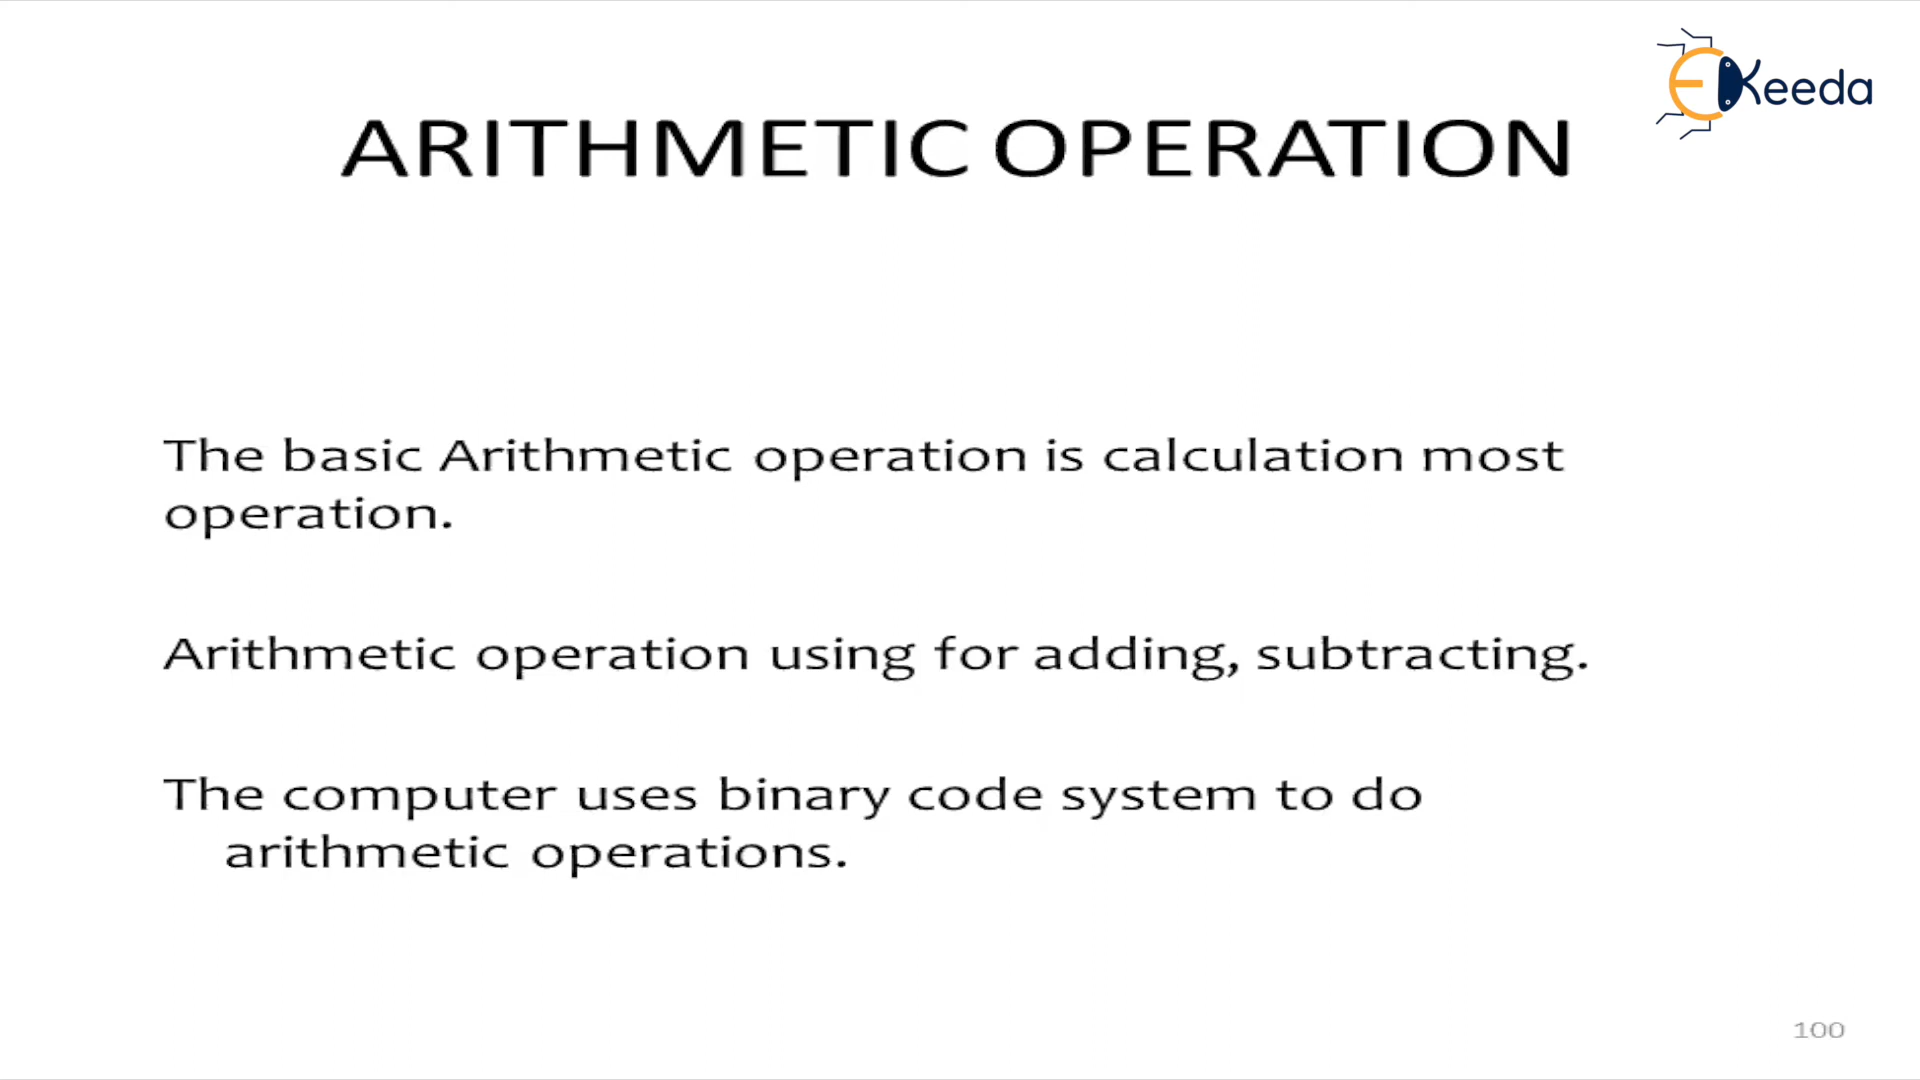 EKeeda
ARITHMETIC OPERATION
The basic Arithmetic operation is calculation most
operation.
Arithmetic operation using for adding, subtracting.
The computer uses binary code system to do
arithmetic operations.
100